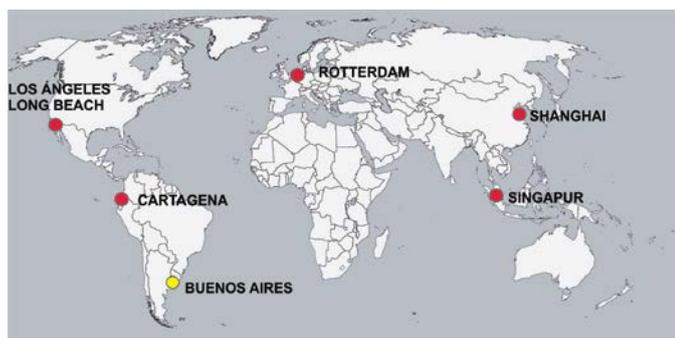 ROTTERDAM
LOS ÁNGELES
LONG BEACH
SHANGHAI
CARTAGENA
SINGAPUR
BUENOS AIRES